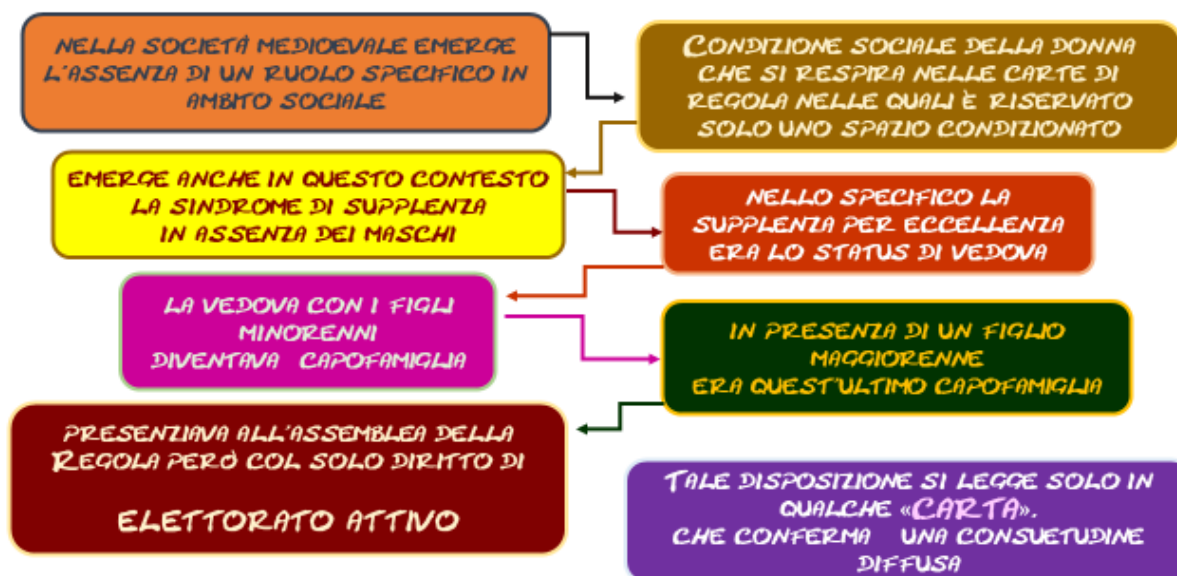 NELLA SOCIETÁ MEDIOEVALE EMERGE
L'ASSENZA DI UN RUOLO SPECIFICO IN
AMBITO SOCIALE
CONDIZIONE SOCIALE DELLA DONNA
CHE SI RESPIRA NELLE CARTE DI
REGOLA NELLE QUALI È RISERVATO
SOLO UNO SPAZIO CONDIZIONATO
EMERGE ANCHE IN QUESTO CONTESTO
LA SINDROME DI SUPPLENZA
IN ASSENZA DEI MASCHI
NELLO SPECIFICO LA
SUPPLENZA PER ECCELLENZA
ERA LO STATUS DI VEDOVA
LA VEDOVA CON I FIGLI
MINORENNI
DIVENTAVA CAPOFAMIGLIA
IN PRESENZA DI UN FIGLIO
MAGGIORENNE
ERA QUEST'ULTIMO CAPOFAMIGLIA
PRESENZIAVA ALL'ASSEMBLEA DELLA
REGOLA PERÒ COL SOLO DIRITTO DI
ELETTORATO ATTIVO
TALE DISPOSIZIONE SI LEGGE SOLO IN
QUALCHE «CARTA».
CHE CONFERMA UNA CONSUETUDINE
DIFFUSA